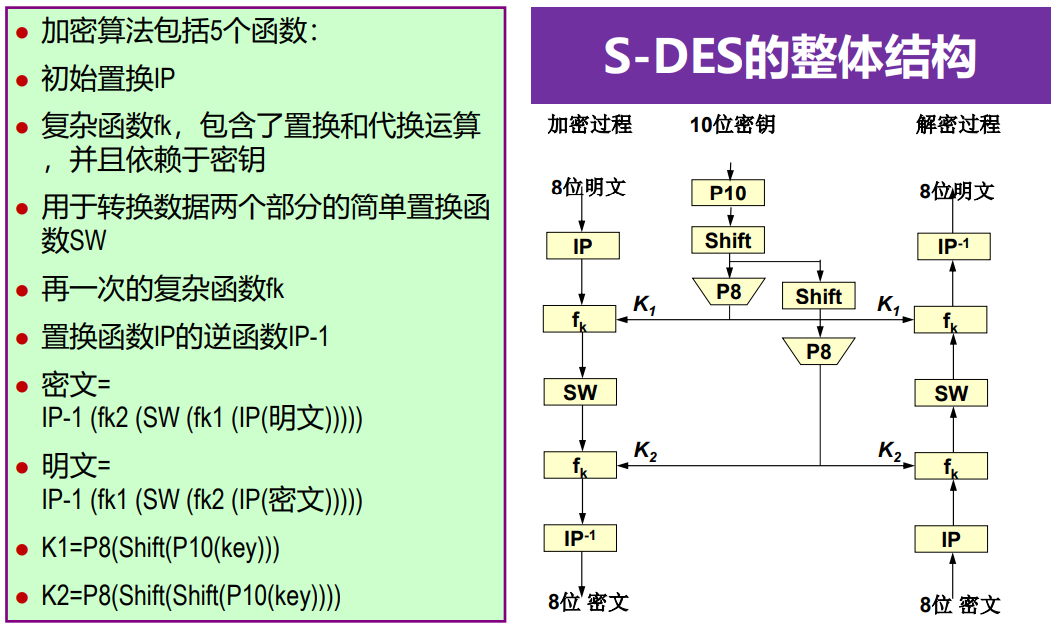 加密算法包括5个函数：
初始置换IP
复杂函数fk，包含了置换和代换运算
，并且依赖于密钥
用于转换数据两个部分的简单置换函
数SW
再一次的复杂函数fk
置换函数IP的逆函数IP-1
密文=
IP-1 (fk2 (SW (fk1 (IP(明文)))))
明文=
IP-1 (fk1 (SW (fk2 (IP(密文)))))
K1=P8(Shift(P10(key)))
K2=P8(Shift(Shift(P10(key))))
S-DES的整体结构
加密过程
10位密钥
解密过程
8位明文
P10
8位明文
IP
Shift
IP-1
P8
Shift
fk
K1
K1
fk
P8
SW
SW
fk
K2
K2
fk
IP-1
IP
8位 密文
8位 密文